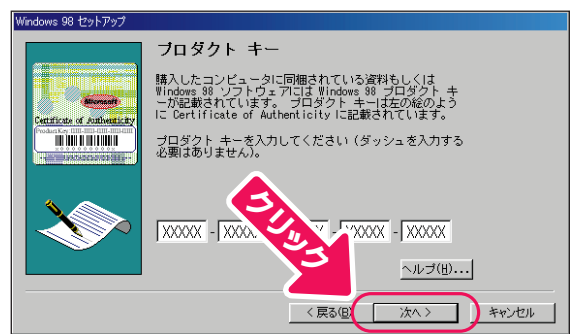 Windows 98 セットアップ
プロダクト キー
購入したコンピュータに同梱されている資料もしくは
Windows 98 ソフトウェアには Windows 98 プロダクト キ
ーが記載されています。 プロダクト キーは左の絵のよう
に Certificate of Authenticity に記載されています。
Microsoft
Certificate of Authenticity
プロダクト キーを入力してください (ダッシュを入力する
必要はありません)。
XXXXX - XXXX - XXXXX - XXXXX
クリック
ヘルプ(H)...
< 戻る(B)
次へ >
キャンセル